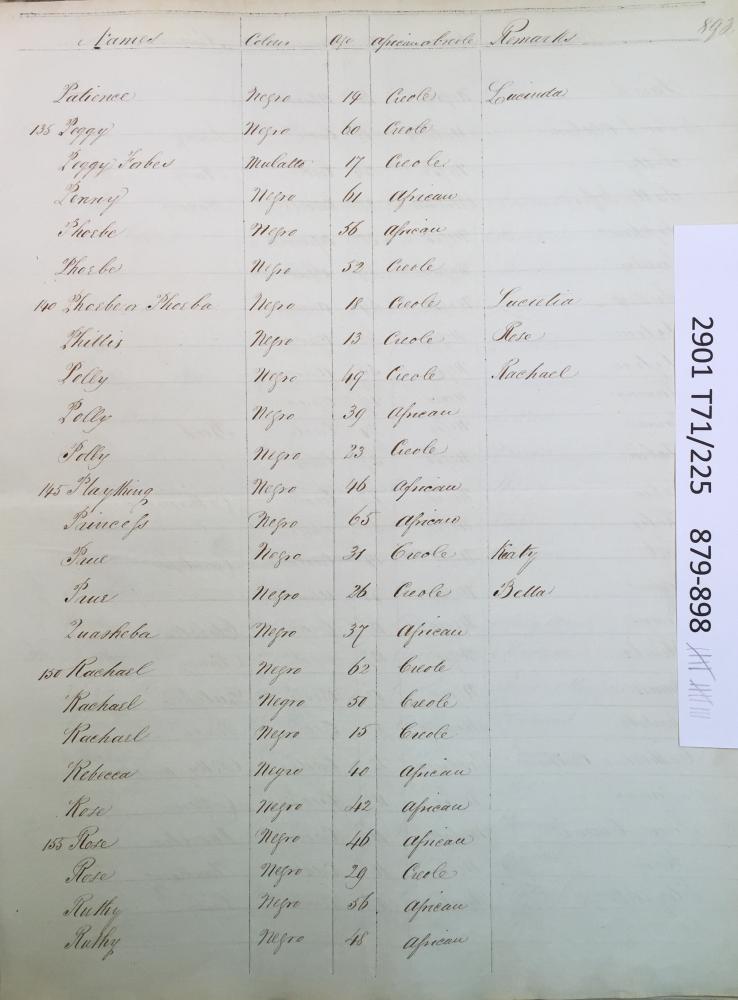 893
Names Colour Age African or Creole Remarks
Patience Negro 14 Creole Lucinda
135 Peggy Negro 60 Creole
Peggy Forbes Mulatto 17 Creole
Penny Negro 61 African
Phoebe Negro 56 African
Phoebe Negro 52 Creole
140 Phoebe or Pheba Negro 18 Creole Lucretia
Phillis Negro 13 Creole Rose
Polly Negro 49 Creole Rachael
Polly Negro 39 African
Polly Negro 23 Creole
145 Plaything Negro 46 African
Princess Negro 65 African
Prue Negro 31 Creole Katy
Prue Negro 26 Creole Bella
Quasheba Negro 37 African
150 Rachael Negro 62 Creole
Rachael Negro 50 Creole
Rachael Negro 15 Creole
Rebecca Negro 40 African
Rose Negro 42 African
155 Rose Negro 46 African
Rose Negro 29 Creole
Ruthy Negro 56 African
Ruthy Negro 48 African
2901 T71/225 879-898